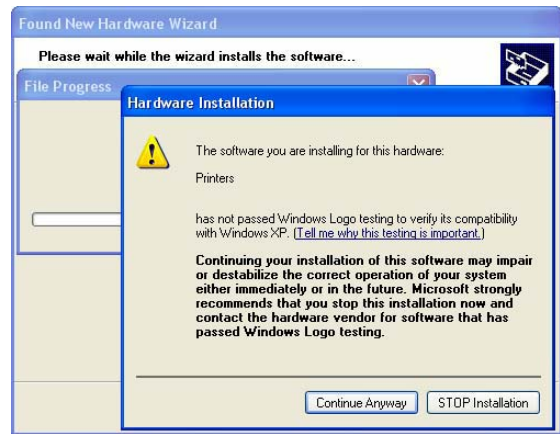 Found New Hardware Wizard
Please wait while the wizard installs the software...
File Progress
Hardware Installation
The software you are installing for this hardware:
Printers
has not passed Windows Logo testing to verify its compatibility
with Windows XP. (Tell me why this testing is important.)
Continuing your installation of this software may impair
or destabilize the correct operation of your system
either immediately or in the future. Microsoft strongly
recommends that you stop this installation now and
contact the hardware vendor for software that has
passed Windows Logo testing.
Continue Anyway
STOP Installation